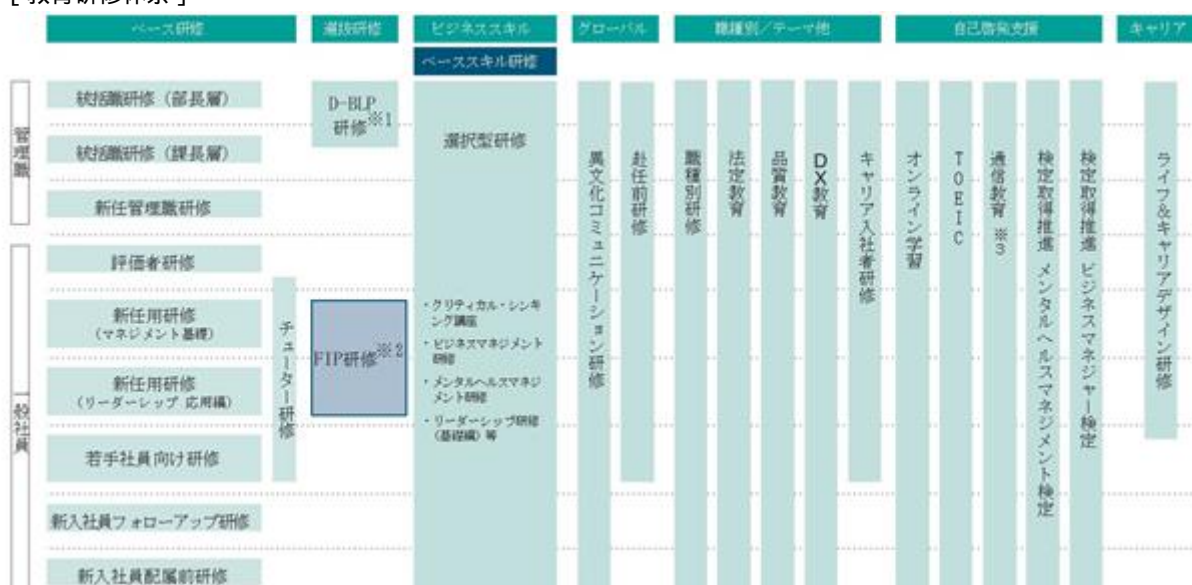 [ 教育研修体系 ]
ベース研修
選抜研修
ビジネススキル
グローバル
職種別／テーマ他
自己啓発支援
キャリア
ベーススキル研修
管理職
統括職研修（部長層）
統括職研修（課長層）
新任管理職研修
一般社員
評価者研修
新任用研修
（マネジメント基礎）
新任用研修
（リーダーシップ 応用編）
若手社員向け研修
新入社員フォローアップ研修
新入社員配属前研修
チューター研修
D-BLP
研修※1
FIP研修※2
選択型研修
・クリティカル・シンキ
ング講座
・ビジネスマネジメント
研修
・メンタルヘルスマネジ
メント研修
・リーダーシップ研修
（基礎編）等
異文化コミュニケーション研修
赴任前研修
職種別研修
法定教育
品質教育
DX教育
キャリア入社者研修
オンライン学習
TOEIC
通信教育 ※3
検定取得推進 メンタルヘルスマネジメント検定
検定取得推進 ビジネスマネジャー検定
ライフ&キャリアデザイン研修